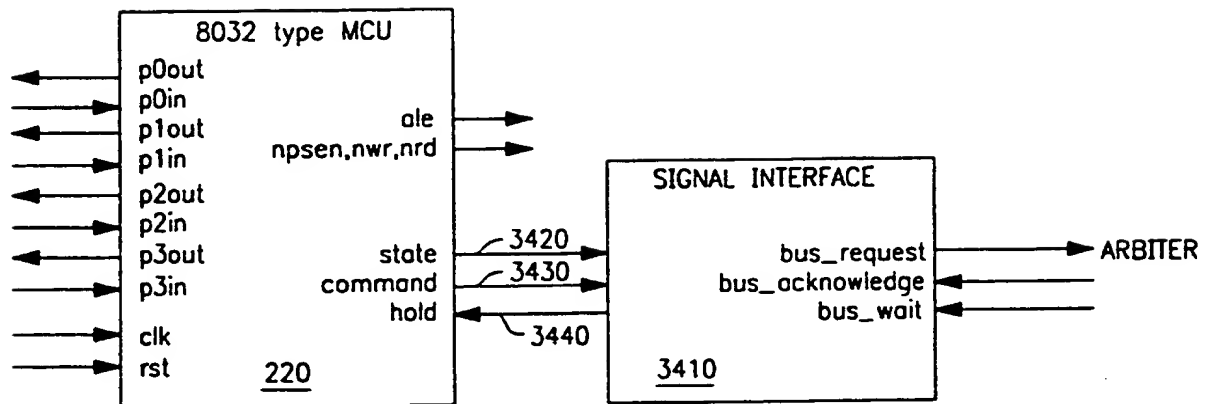 8032 type MCU
p0out
p0in
p1out
p1in
p2out
p2in
p3out
p3in
clk
rst
ale
npsen,nwr,nrd
state
command
hold
220
3420
3430
3440
SIGNAL INTERFACE
bus_request
bus_acknowledge
bus_wait
3410
ARBITER